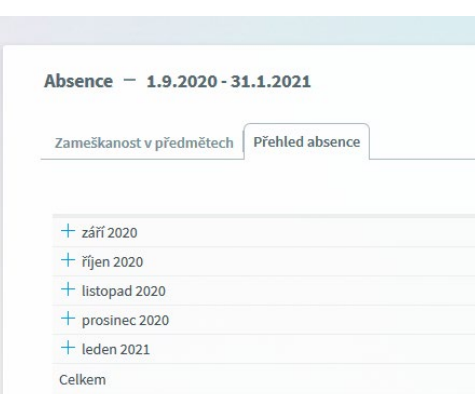 Absence – 1.9.2020 - 31.1.2021
Zameškanost v předmětech Přehled absence
+ září 2020
+ říjen 2020
+ listopad 2020
+ prosinec 2020
+ leden 2021
Celkem